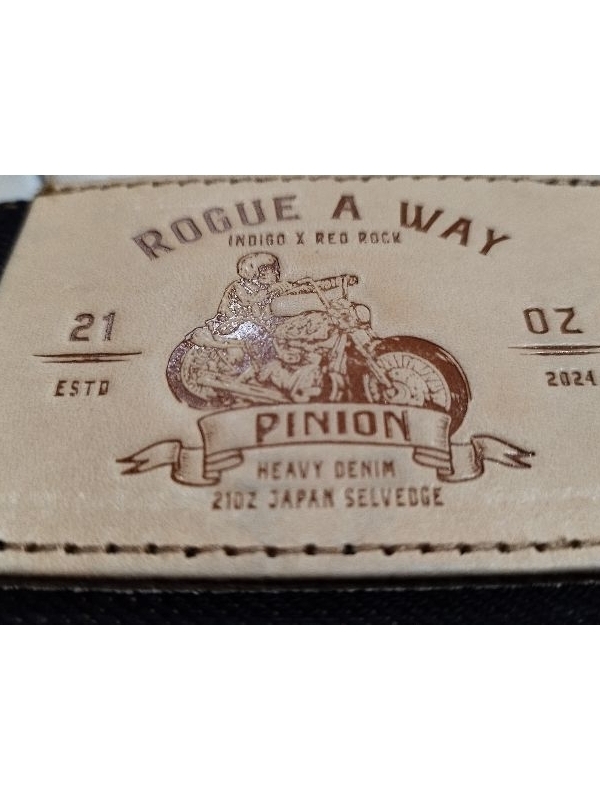 ROGUE A WAY
INDIGO X RED ROCK
21 OZ
ESTD 2024
PINION
HEAVY DENIM
21OZ JAPAN SELVEDGE